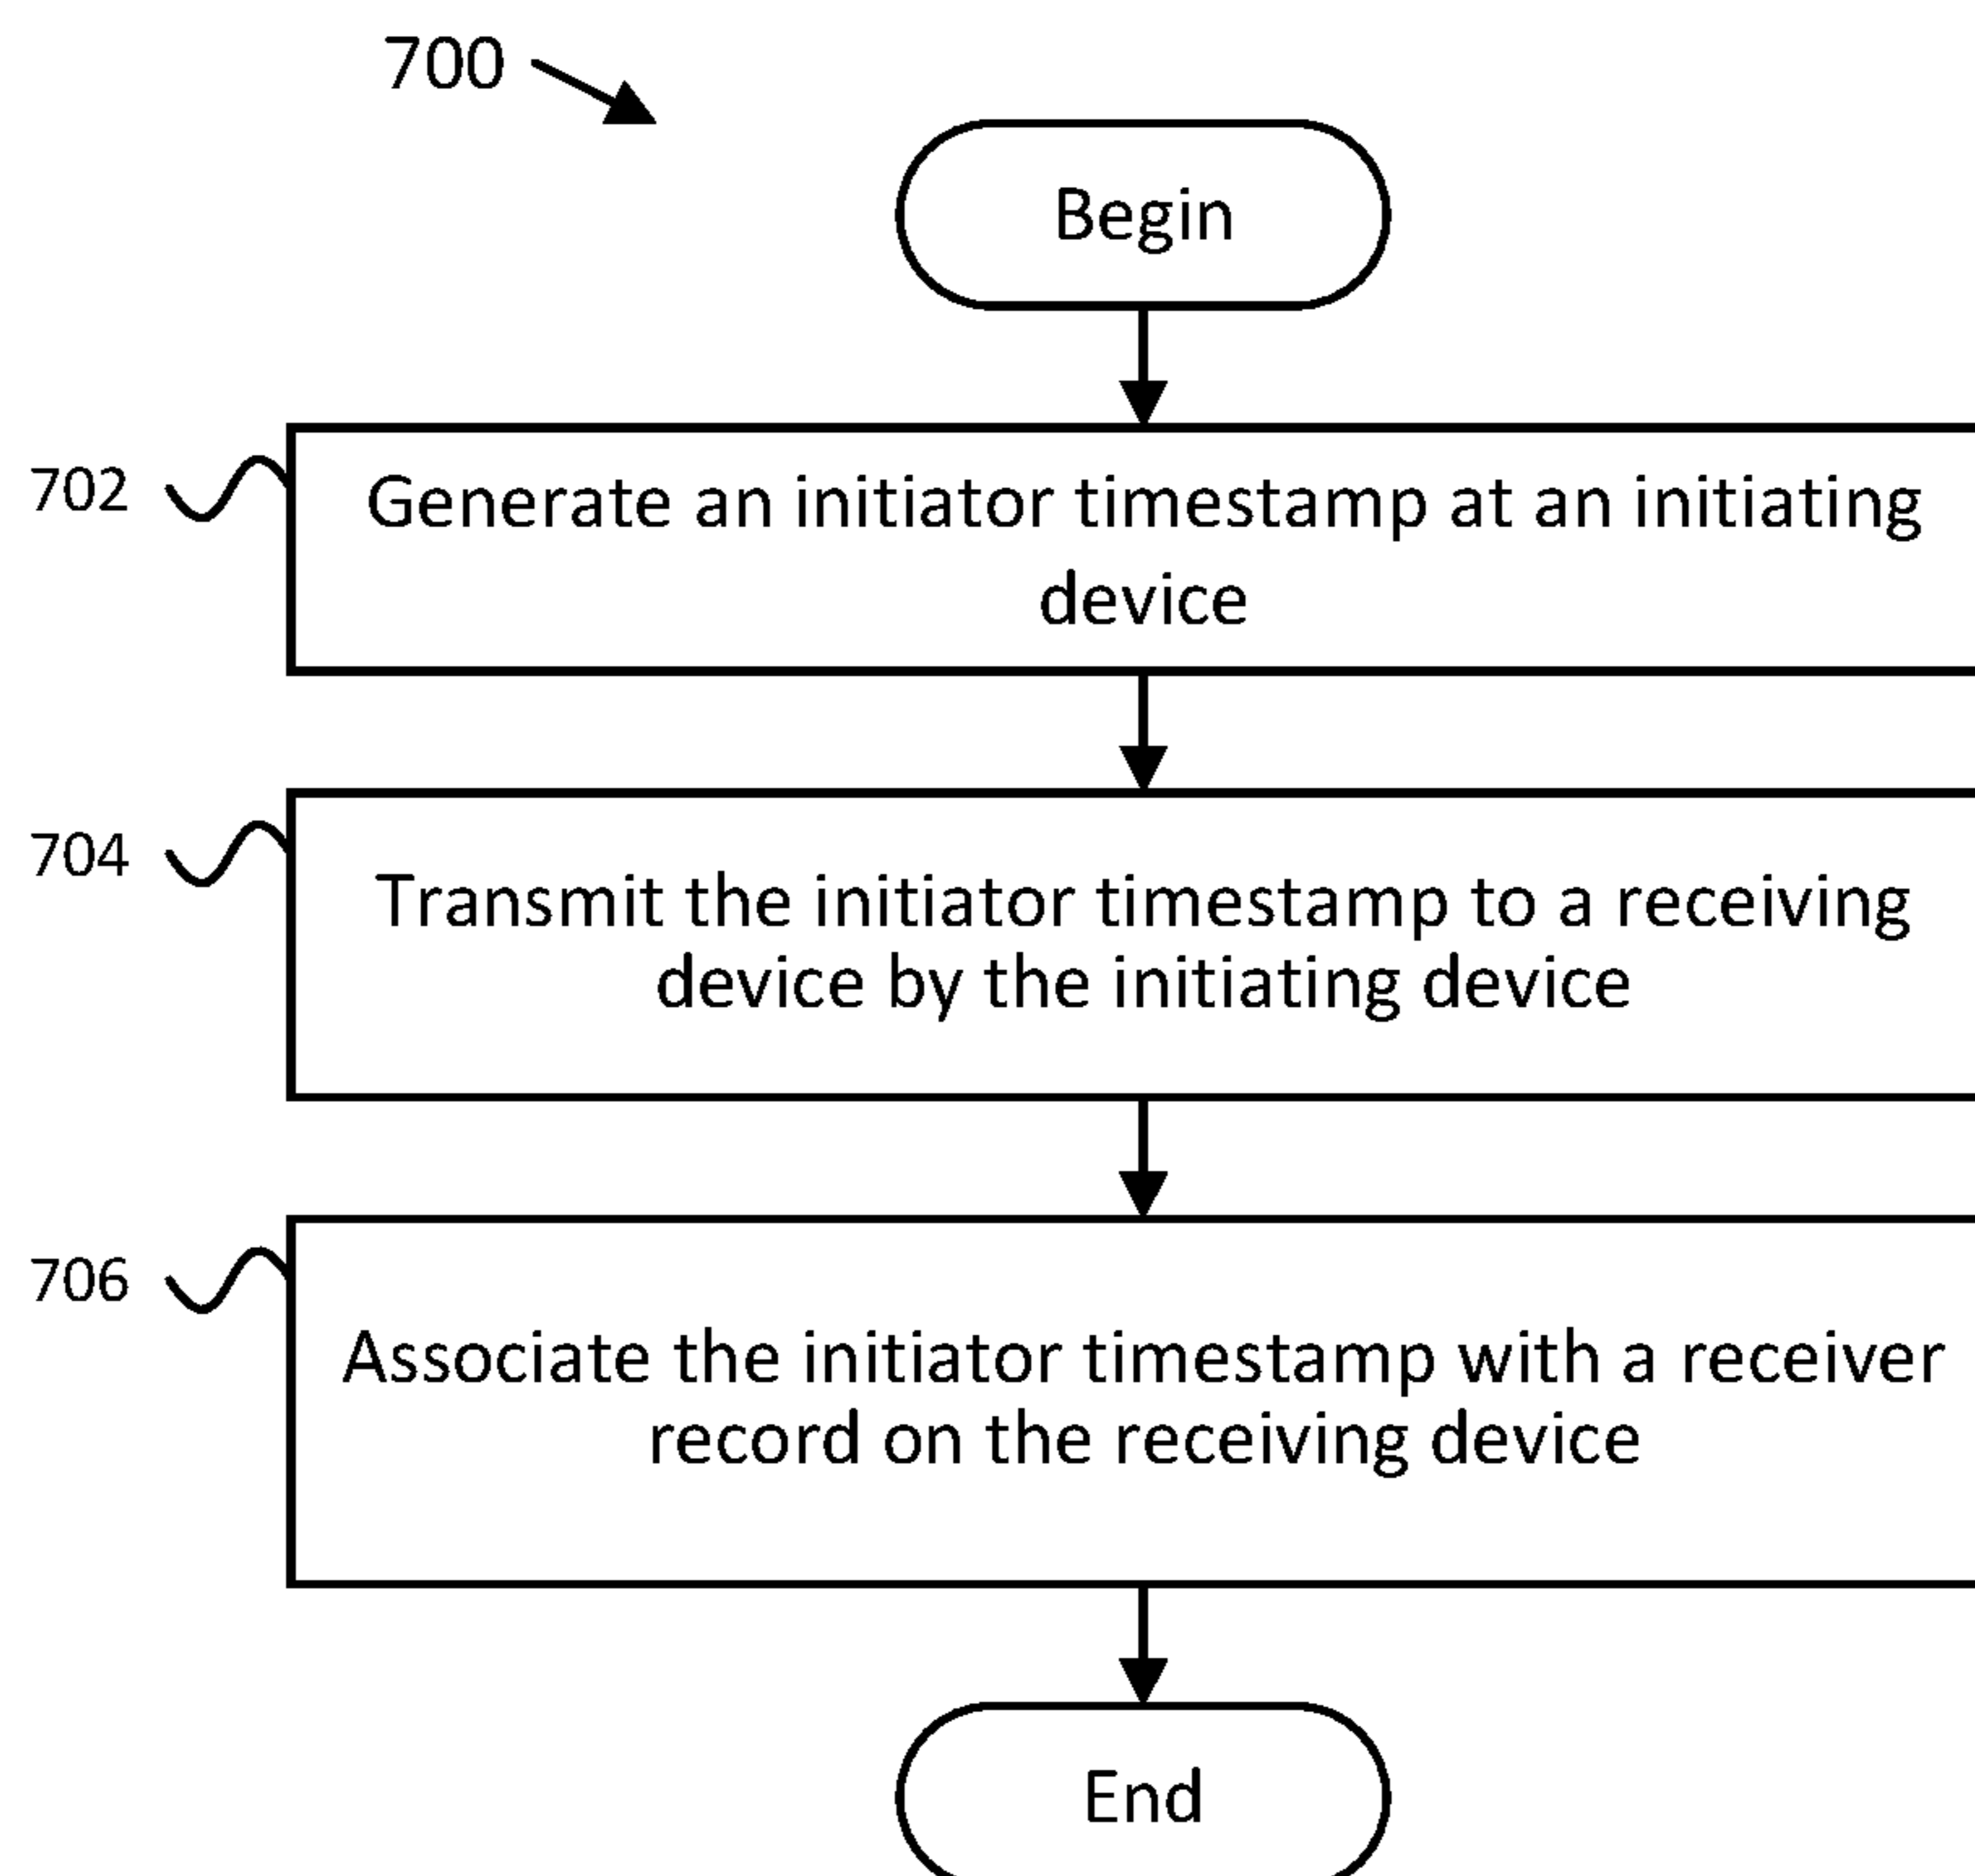 700
Begin
702
Generate an initiator timestamp at an initiating
device
704
Transmit the initiator timestamp to a receiving
device by the initiating device
706
Associate the initiator timestamp with a receiver
record on the receiving device
End